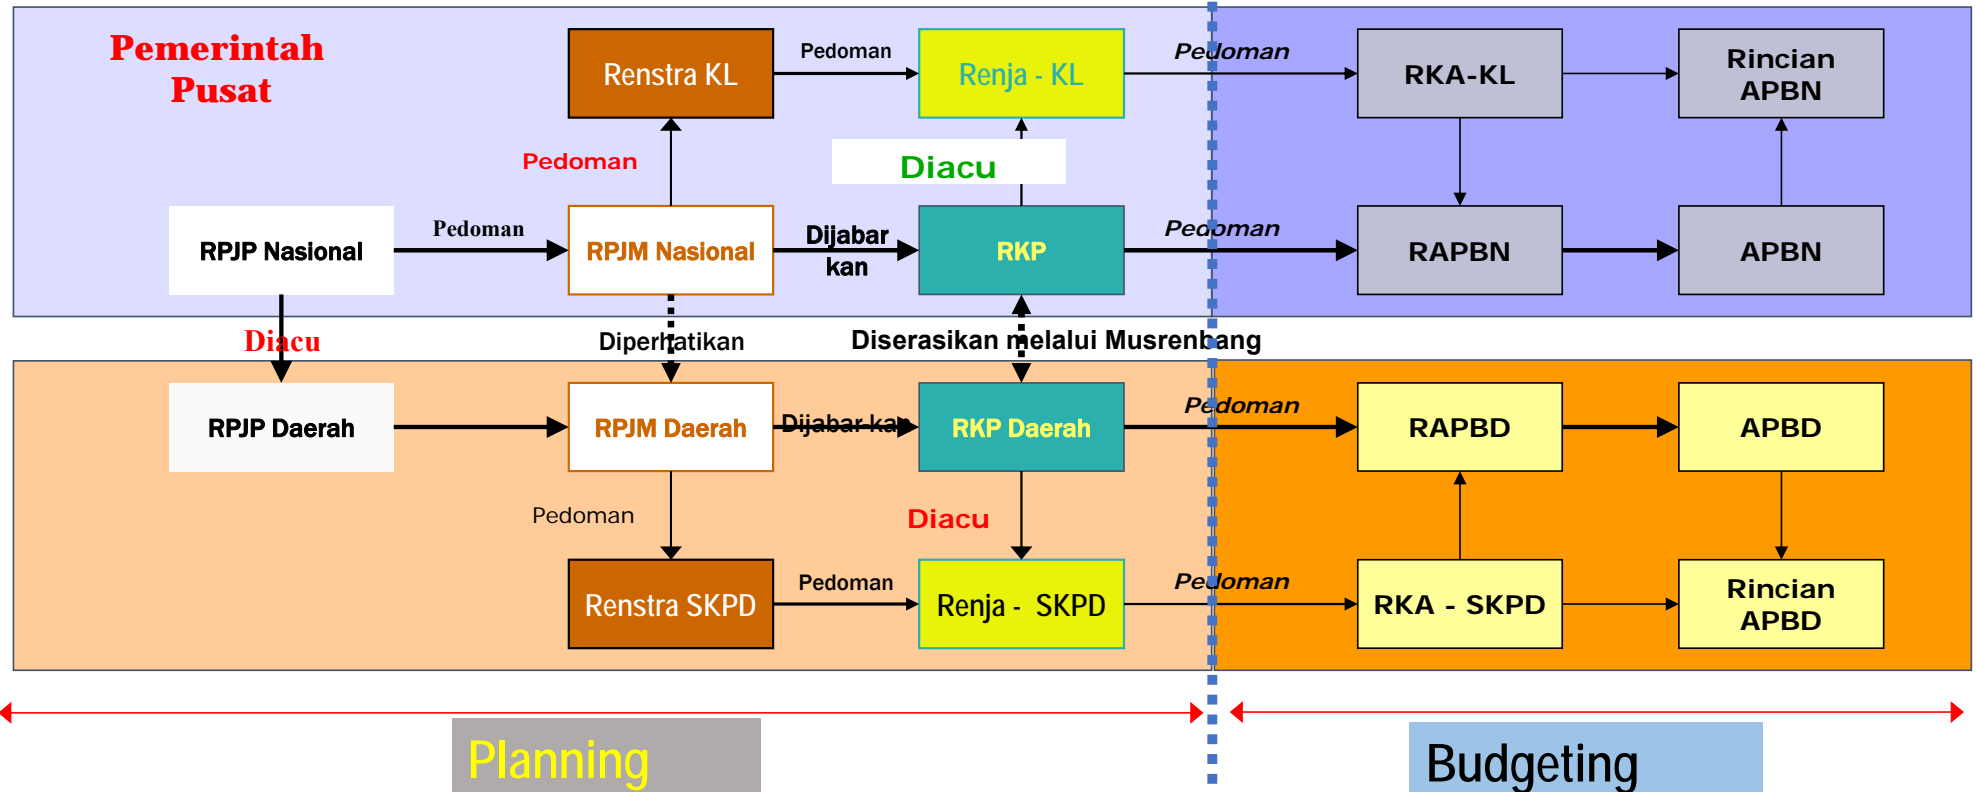 Pemerintah
Pusat
Renstra KL
Pedoman
Renja - KL
Pedoman
RKA-KL
Rincian
APBN
Pedoman
Diacu
RPJP Nasional
Pedoman
RPJM Nasional
Dijabar
kan
RKP
Pedoman
RAPBN
APBN
Diacu
Diperhatikan
Diserasikan melalui Musrenbang
RPJP Daerah
RPJM Daerah
Dijabar-kan
RKP Daerah
Pedoman
RAPBD
APBD
Pedoman
Diacu
Renstra SKPD
Pedoman
Renja - SKPD
Pedoman
RKA - SKPD
Rincian
APBD
Planning
Budgeting